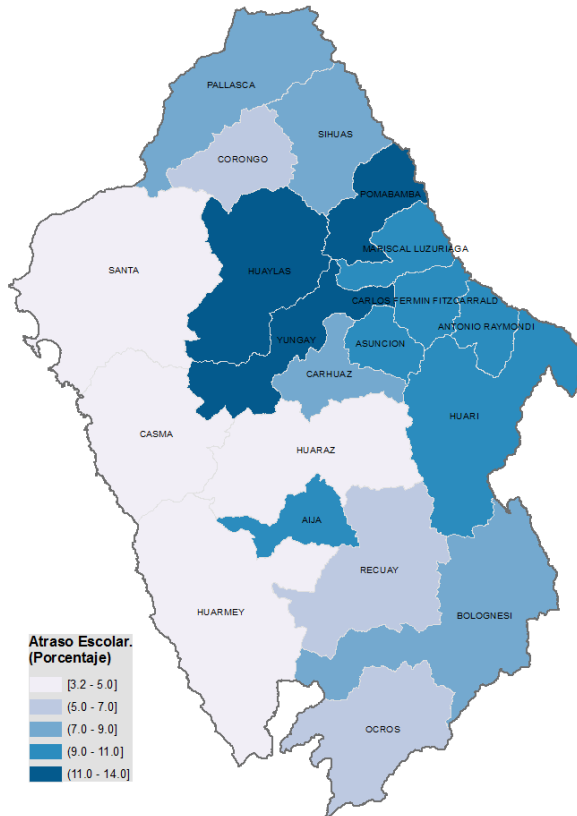 PALLASCA
SIHUAS
CORONGO
POMABAMBA
MARISCAL LUZURIAGA
SANTA
HUAYLAS
CARLOS FERMIN FITZCARRALD
ANTONIO RAYMONDI
YUNGAY
ASUNCION
CARHUAZ
HUARI
CASMA
HUARAZ
AIJA
RECUAY
HUARMEY
BOLOGNESI
OCROS
Atraso Escolar.
(Porcentaje)
[3.2 - 5.0]
(5.0 - 7.0]
(7.0 - 9.0]
(9.0 - 11.0]
(11.0 - 14.0]